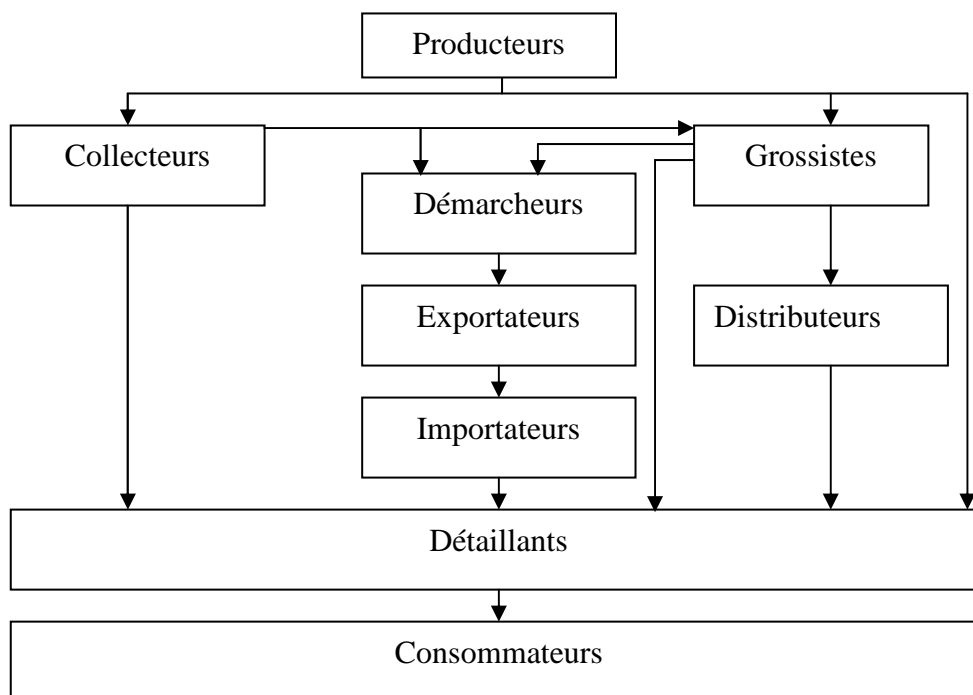 Producteurs
Collecteurs
Grossistes
Démarcheurs
Exportateurs
Distributeurs
Importateurs
Détaillants
Consommateurs